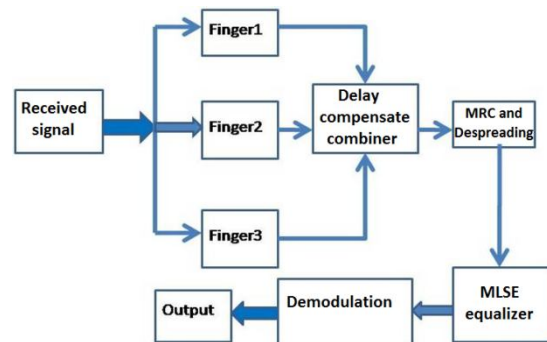 Finger1
Received
signal
Finger2
Delay
compensate
combiner
MRC and
Despreading
Finger3
Output
Demodulation
MLSE
equalizer